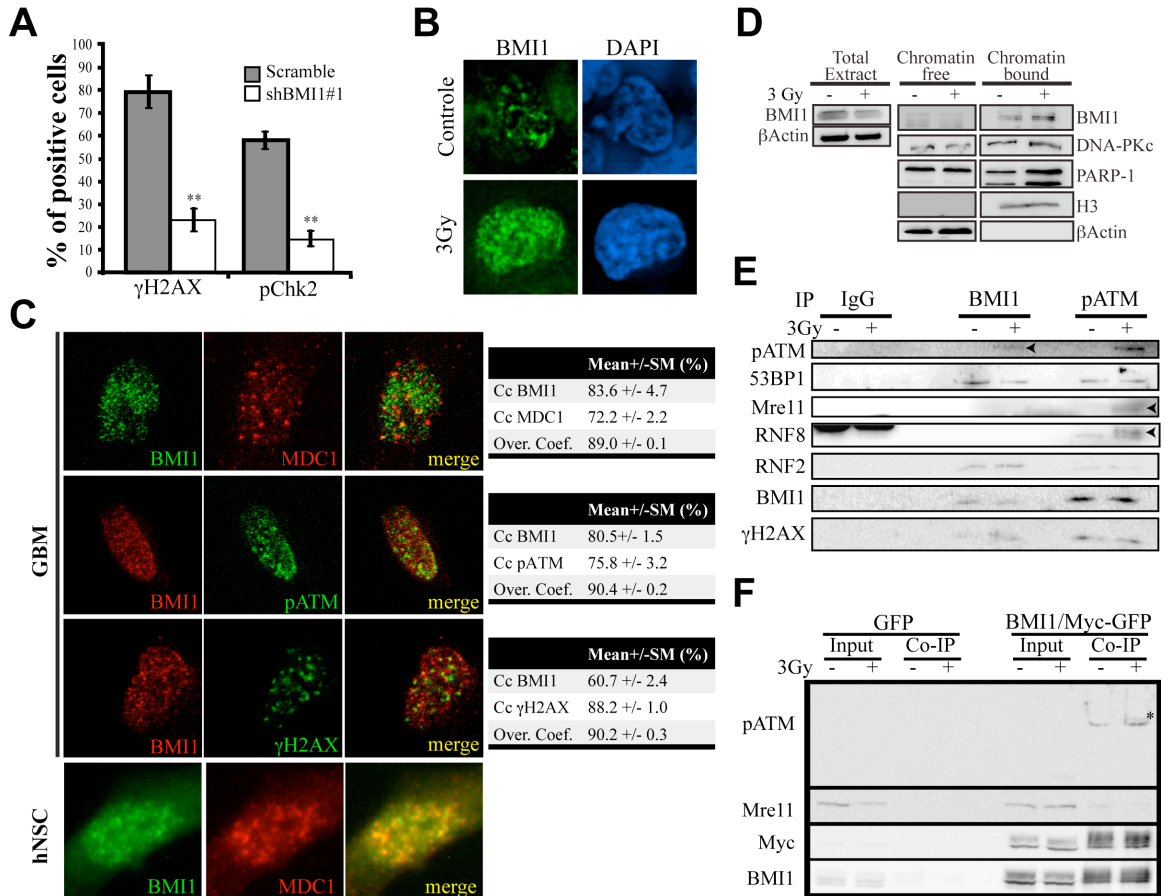 A
% of positive cells
100
90
80
70
60
50
40
30
20
10
0
Scramble
shBMI1#1
**
**
γH2AX pChk2
B
BMI1 DAPI
Controle
3Gy
C
GBM
BMI1 MDC1 merge
Mean+/-SM (%)
Cc BMI1 83.6 +/- 4.7
Cc MDC1 72.2 +/- 2.2
Over. Coef. 89.0 +/- 0.1
BMI1 pATM merge
Mean+/-SM (%)
Cc BMI1 80.5+/- 1.5
Cc pATM 75.8 +/- 3.2
Over. Coef. 90.4 +/- 0.2
BMI1 γH2AX merge
Mean+/-SM (%)
Cc BMI1 60.7 +/- 2.4
Cc γH2AX 88.2 +/- 1.0
Over. Coef. 90.2 +/- 0.3
hNSC
BMI1 MDC1 merge
D
Total Extract
Chromatin free
Chromatin bound
3 Gy - + - + - +
BMI1
βActin
BMI1
DNA-PKc
PARP-1
H3
βActin
E
IP IgG BMI1 pATM
3Gy - + - + - +
pATM
53BP1
Mre11
RNF8
RNF2
BMI1
γH2AX
F
GFP BMI1/Myc-GFP
Input Co-IP Input Co-IP
3Gy - + - + - + - +
pATM
*
Mre11
Myc
BMI1